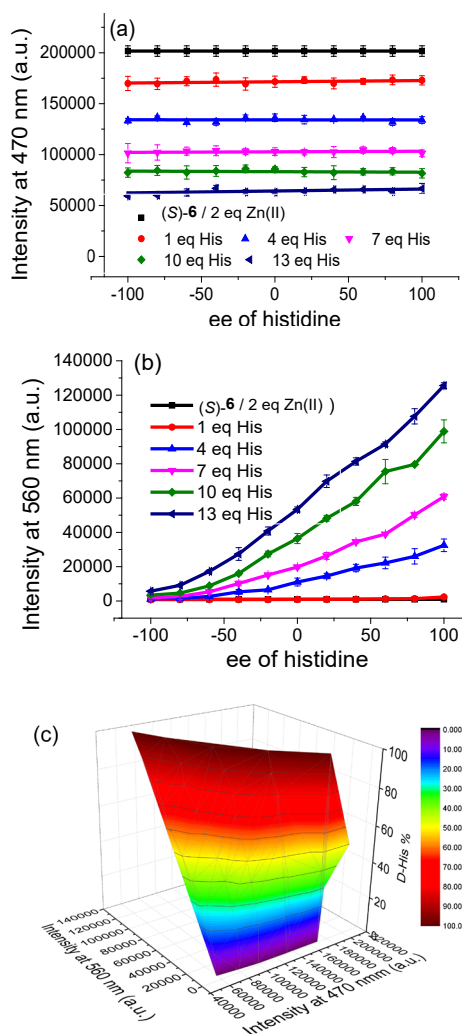 (a)
200000
150000
100000
50000
0
Intensity at 470 nm (a.u.)
(S)-6 / 2 eq Zn(II)
1 eq His 4 eq His 7 eq His
10 eq His 13 eq His
-100 -50 0 50 100
ee of histidine
(b)
140000
120000
100000
80000
60000
40000
20000
0
Intensity at 560 nm (a.u.)
(S)-6 / 2 eq Zn(II) )
1 eq His
4 eq His
7 eq His
10 eq His
13 eq His
-100 -50 0 50 100
ee of histidine
(c)
100
80
60
40
20
D-His %
0.000
10.00
20.00
30.00
40.00
50.00
60.00
70.00
80.00
90.00
100.0
140000
120000
100000
80000
60000
40000
20000
0
Intensity at 560 nm (a.u.)
40000
60000
80000
100000
120000
140000
160000
180000
200000
220000
Intensity at 470 nmm (a.u.)